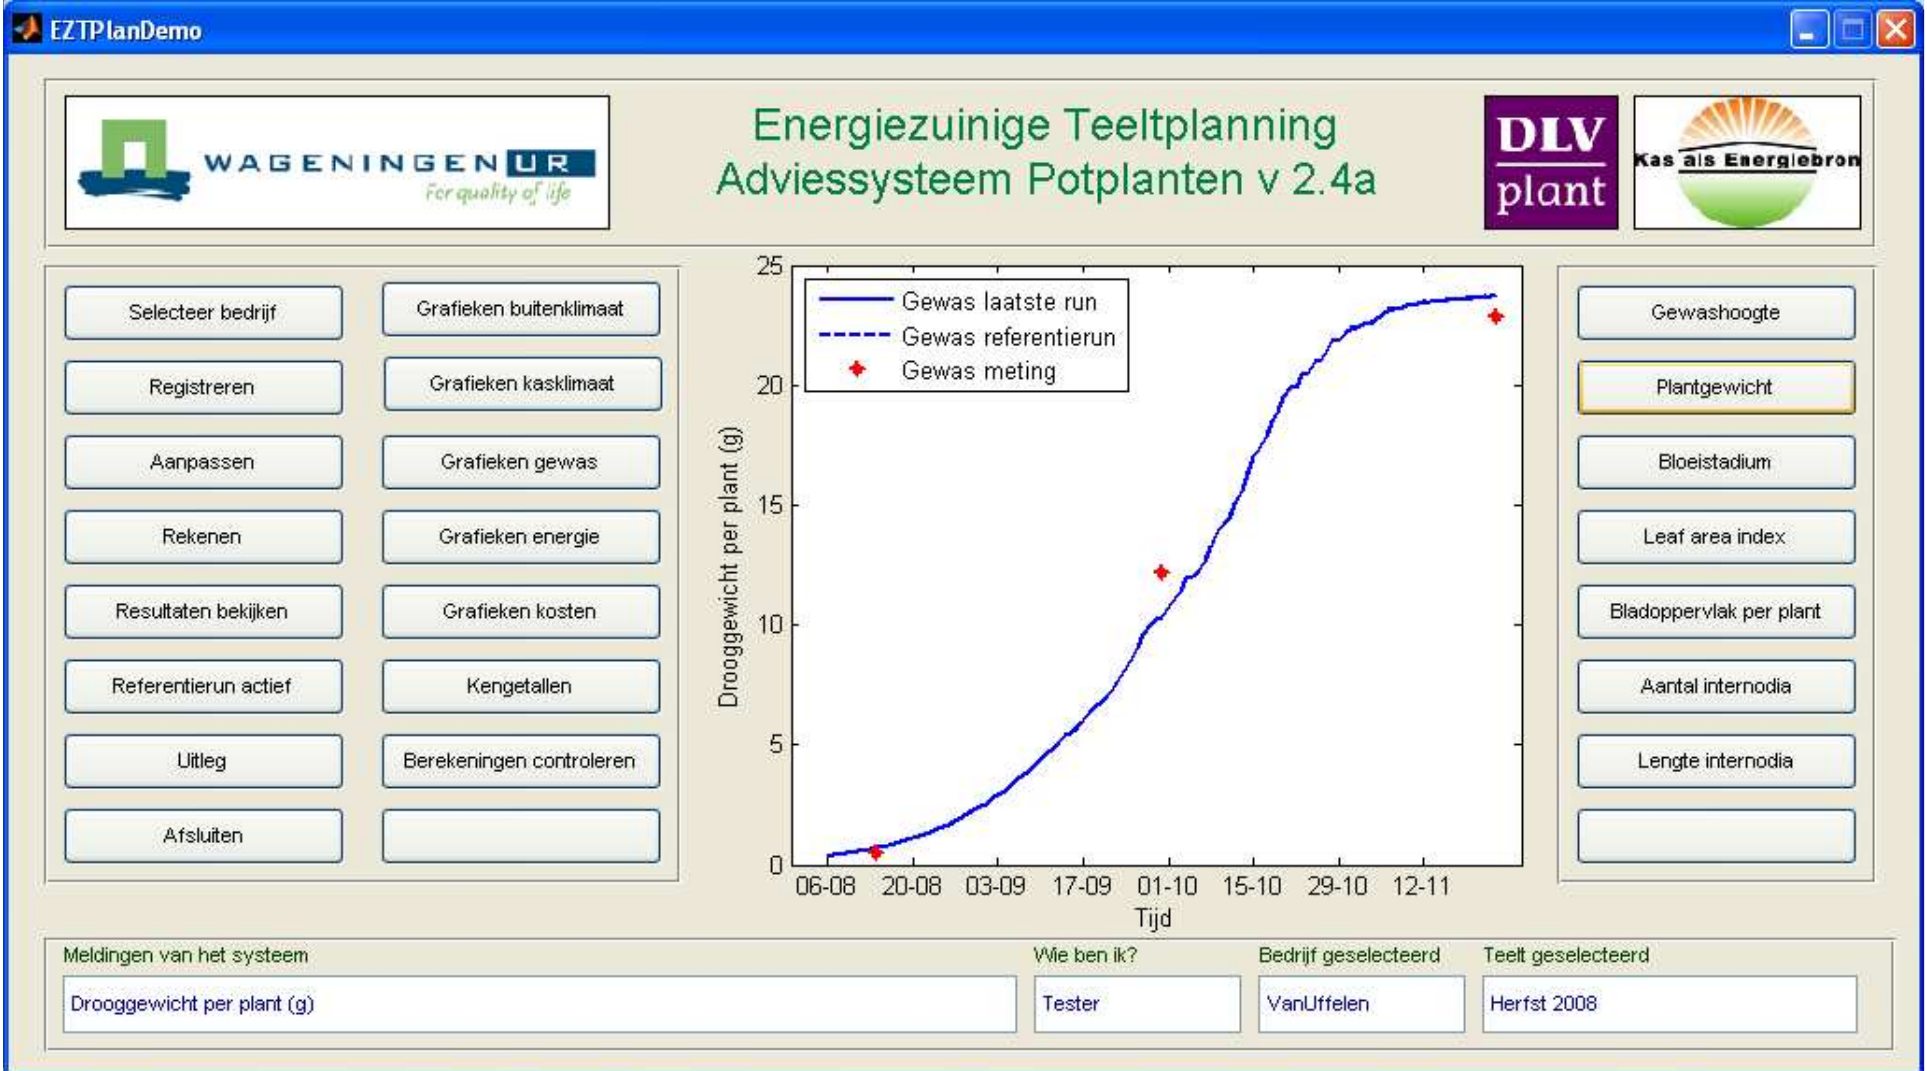 EZTPlanDemo
WAGENINGEN UR
For quality of life
Energiezuinige Teeltplanning
Adviessysteem Potplanten v 2.4a
DLV
plant
Kas als Energiebron
Selecteer bedrijf
Registreren
Aanpassen
Rekenen
Resultaten bekijken
Referentierun actief
Uitleg
Afsluiten
Grafieken buitenklimaat
Grafieken kasklimaat
Grafieken gewas
Grafieken energie
Grafieken kosten
Kengetallen
Berekeningen controleren
Gewas laatste run
Gewas referentierun
Gewas meting
Drooggewicht per plant (g)
25
20
15
10
5
0
06-08 20-08 03-09 17-09 01-10 15-10 29-10 12-11
Tijd
Gewashoogte
Plantgewicht
Bloeistadium
Leaf area index
Bladoppervlak per plant
Aantal internodia
Lengte internodia
Meldingen van het systeem
Drooggewicht per plant (g)
Wie ben ik?
Tester
Bedrijf geselecteerd
VanUffelen
Teelt geselecteerd
Herfst 2008